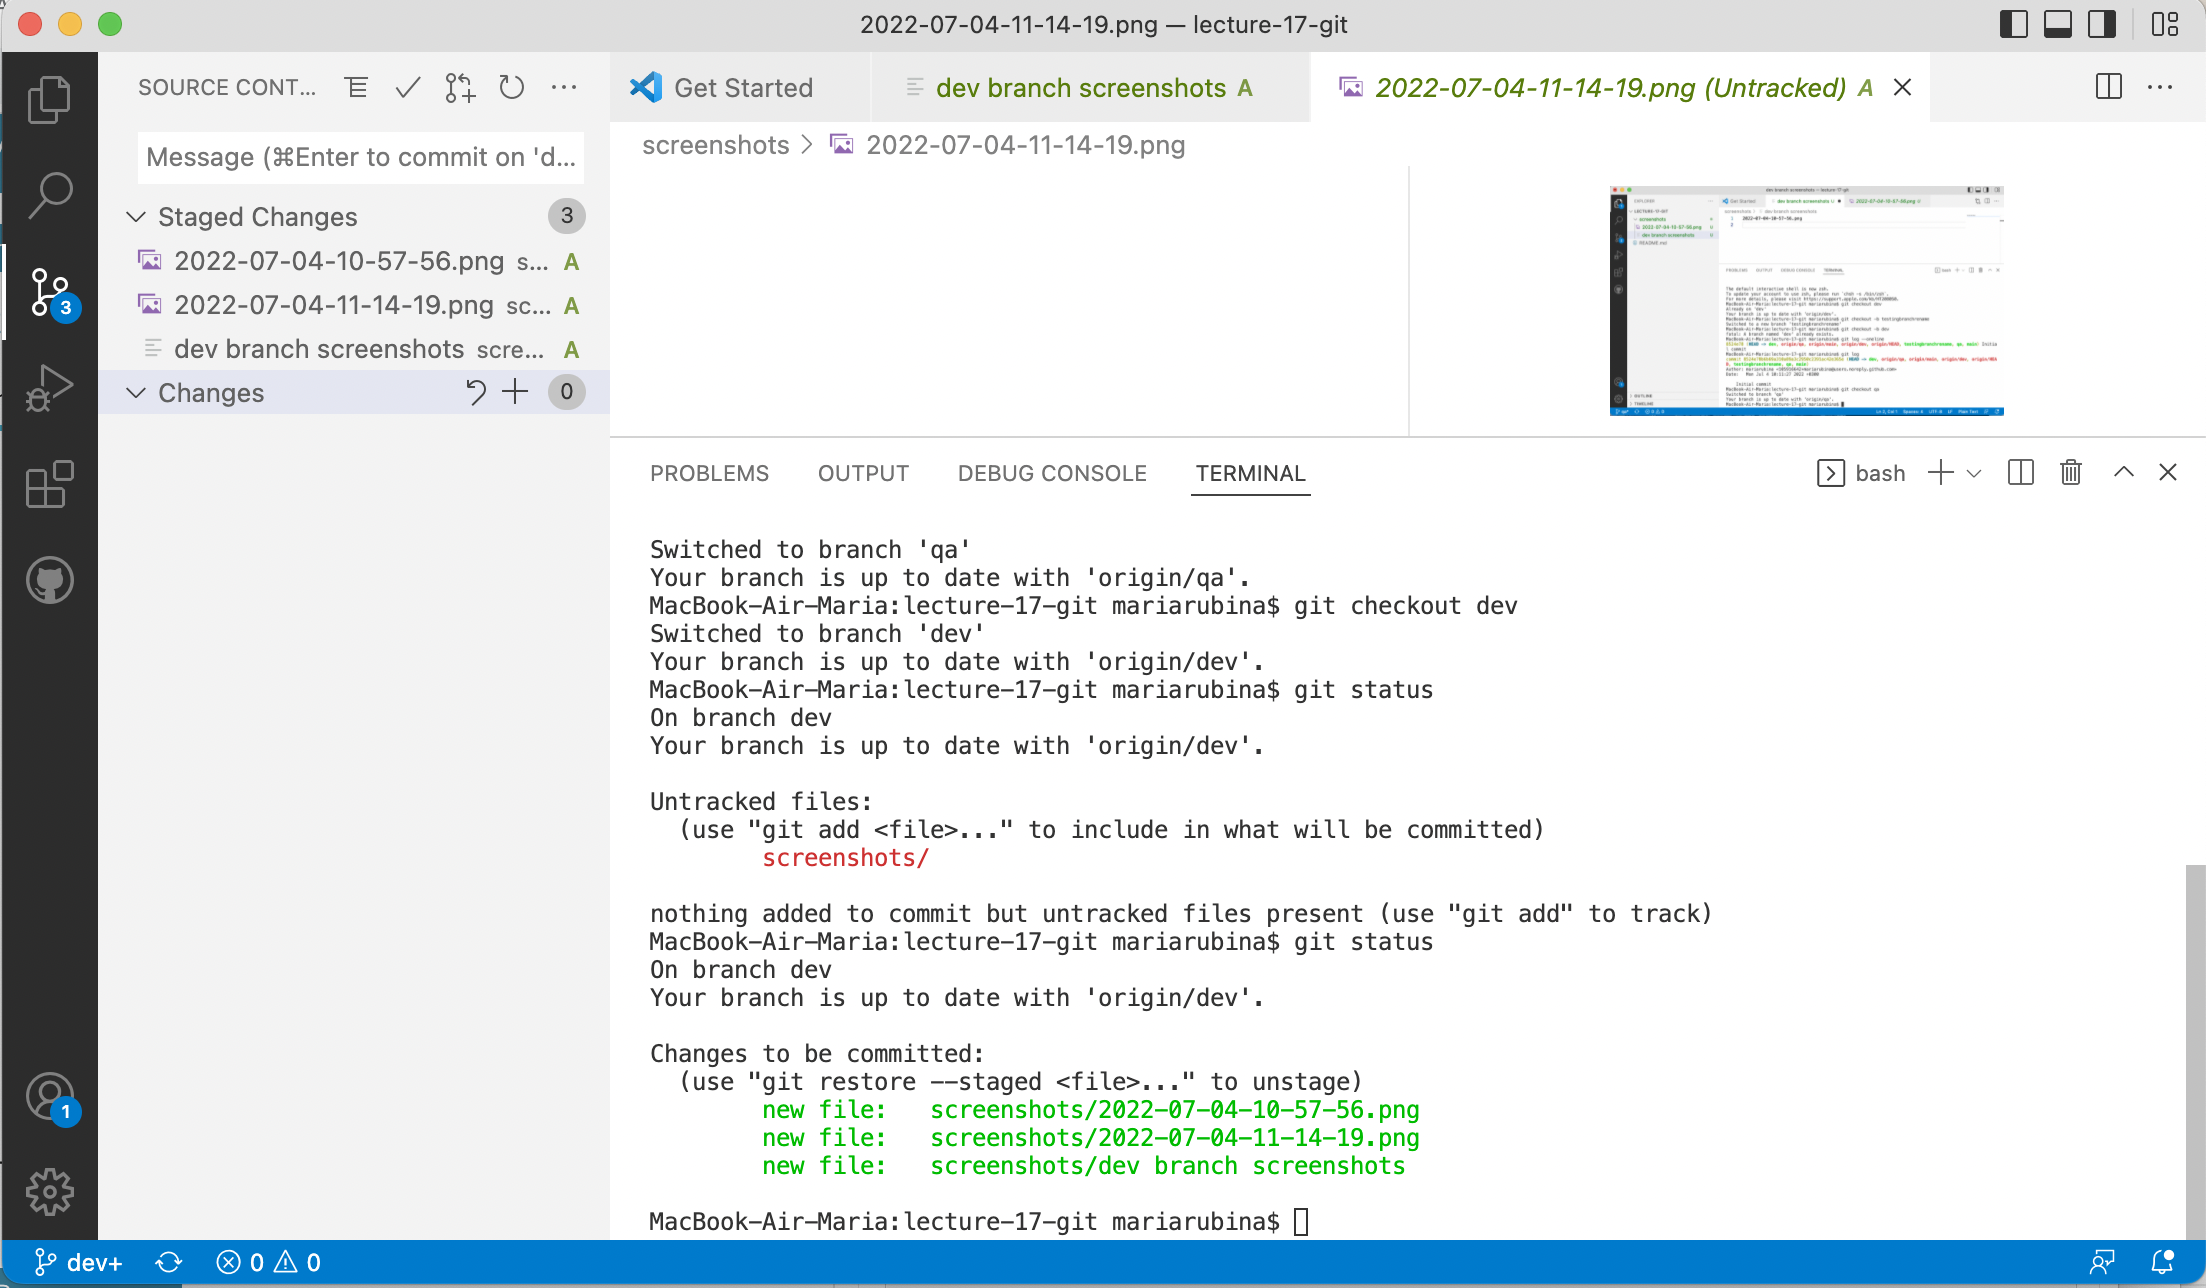 2022-07-04-11-14-19.png — lecture-17-git
SOURCE CONT...
Get Started
dev branch screenshots A
2022-07-04-11-14-19.png (Untracked) A
screenshots > 2022-07-04-11-14-19.png
Message (⌘Enter to commit on 'd...
Staged Changes 3
2022-07-04-10-57-56.png s... A
2022-07-04-11-14-19.png sc... A
dev branch screenshots scre... A
Changes 0
3
1
PROBLEMS OUTPUT DEBUG CONSOLE TERMINAL
bash
Switched to branch 'qa'
Your branch is up to date with 'origin/qa'.
MacBook-Air-Maria:lecture-17-git mariarubina$ git checkout dev
Switched to branch 'dev'
Your branch is up to date with 'origin/dev'.
MacBook-Air-Maria:lecture-17-git mariarubina$ git status
On branch dev
Your branch is up to date with 'origin/dev'.
Untracked files:
(use "git add <file>..." to include in what will be committed)
screenshots/
nothing added to commit but untracked files present (use "git add" to track)
MacBook-Air-Maria:lecture-17-git mariarubina$ git status
On branch dev
Your branch is up to date with 'origin/dev'.
Changes to be committed:
(use "git restore --staged <file>..." to unstage)
new file: screenshots/2022-07-04-10-57-56.png
new file: screenshots/2022-07-04-11-14-19.png
new file: screenshots/dev branch screenshots
MacBook-Air-Maria:lecture-17-git mariarubina$
dev+ 0 0